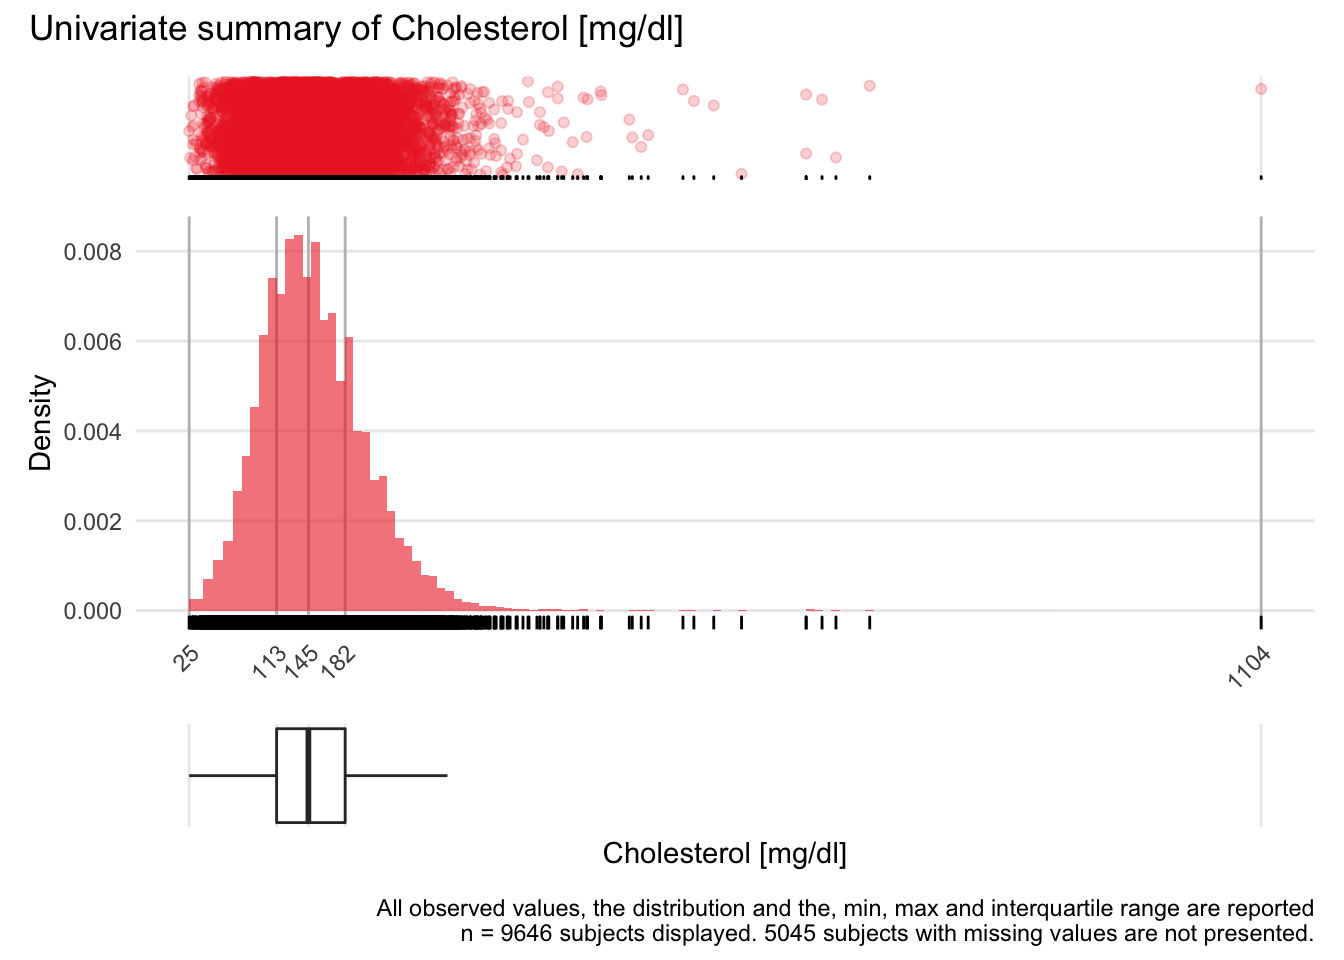 Univariate summary of Cholesterol [mg/dl]
0.008
0.006
0.004
0.002
0.000
Density
25
113
145
182
1104
Cholesterol [mg/dl]
All observed values, the distribution and the, min, max and interquartile range are reported
n = 9646 subjects displayed. 5045 subjects with missing values are not presented.